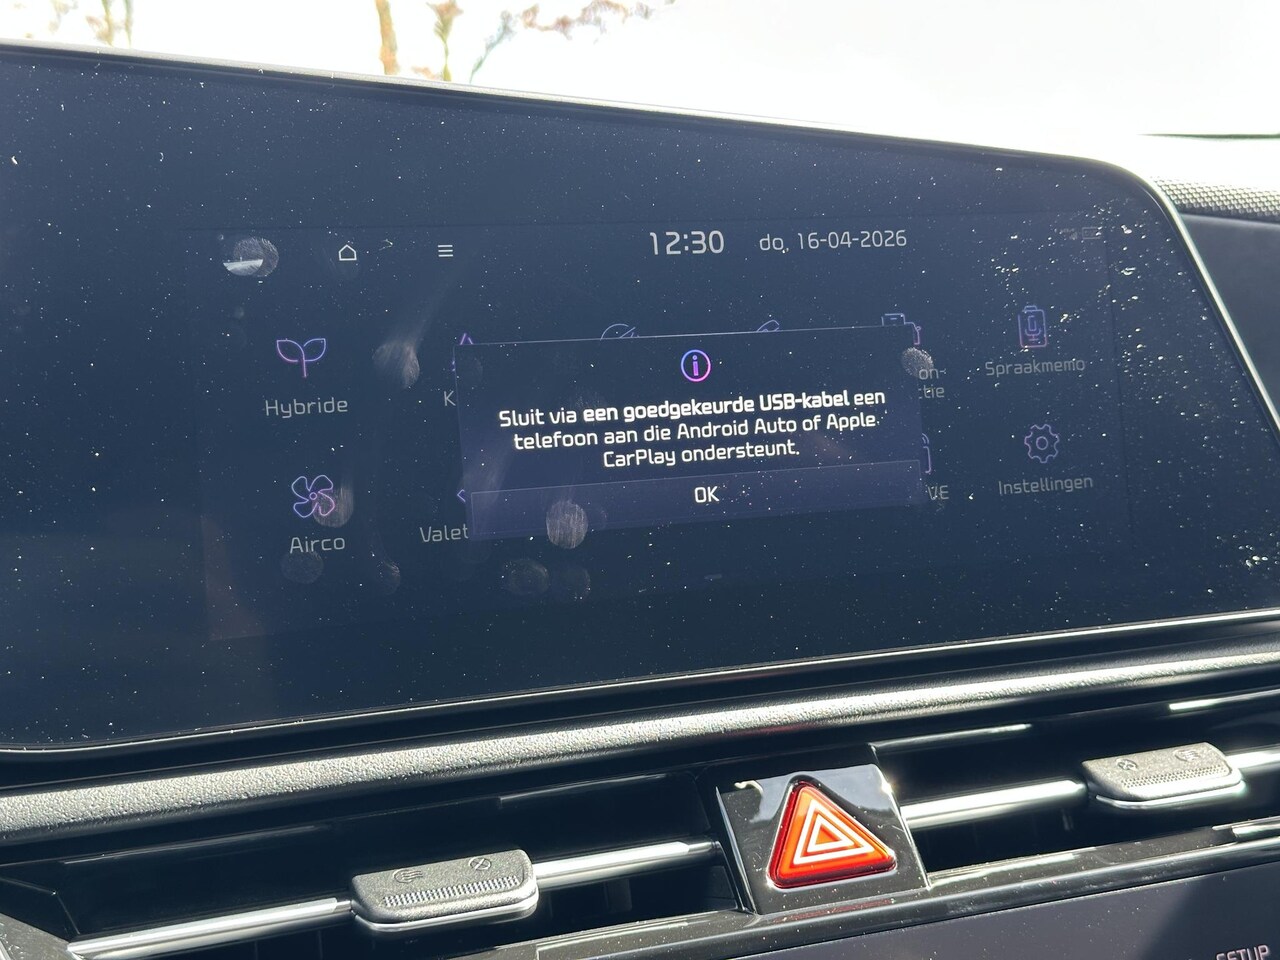 12:30 do, 16-04-2026
Hybride
Spraakmemo
Sluit via een goedgekeurde USB-kabel een
telefoon aan die Android Auto of Apple
CarPlay ondersteunt.
OK
Airco
Valet
Instellingen
SETUP